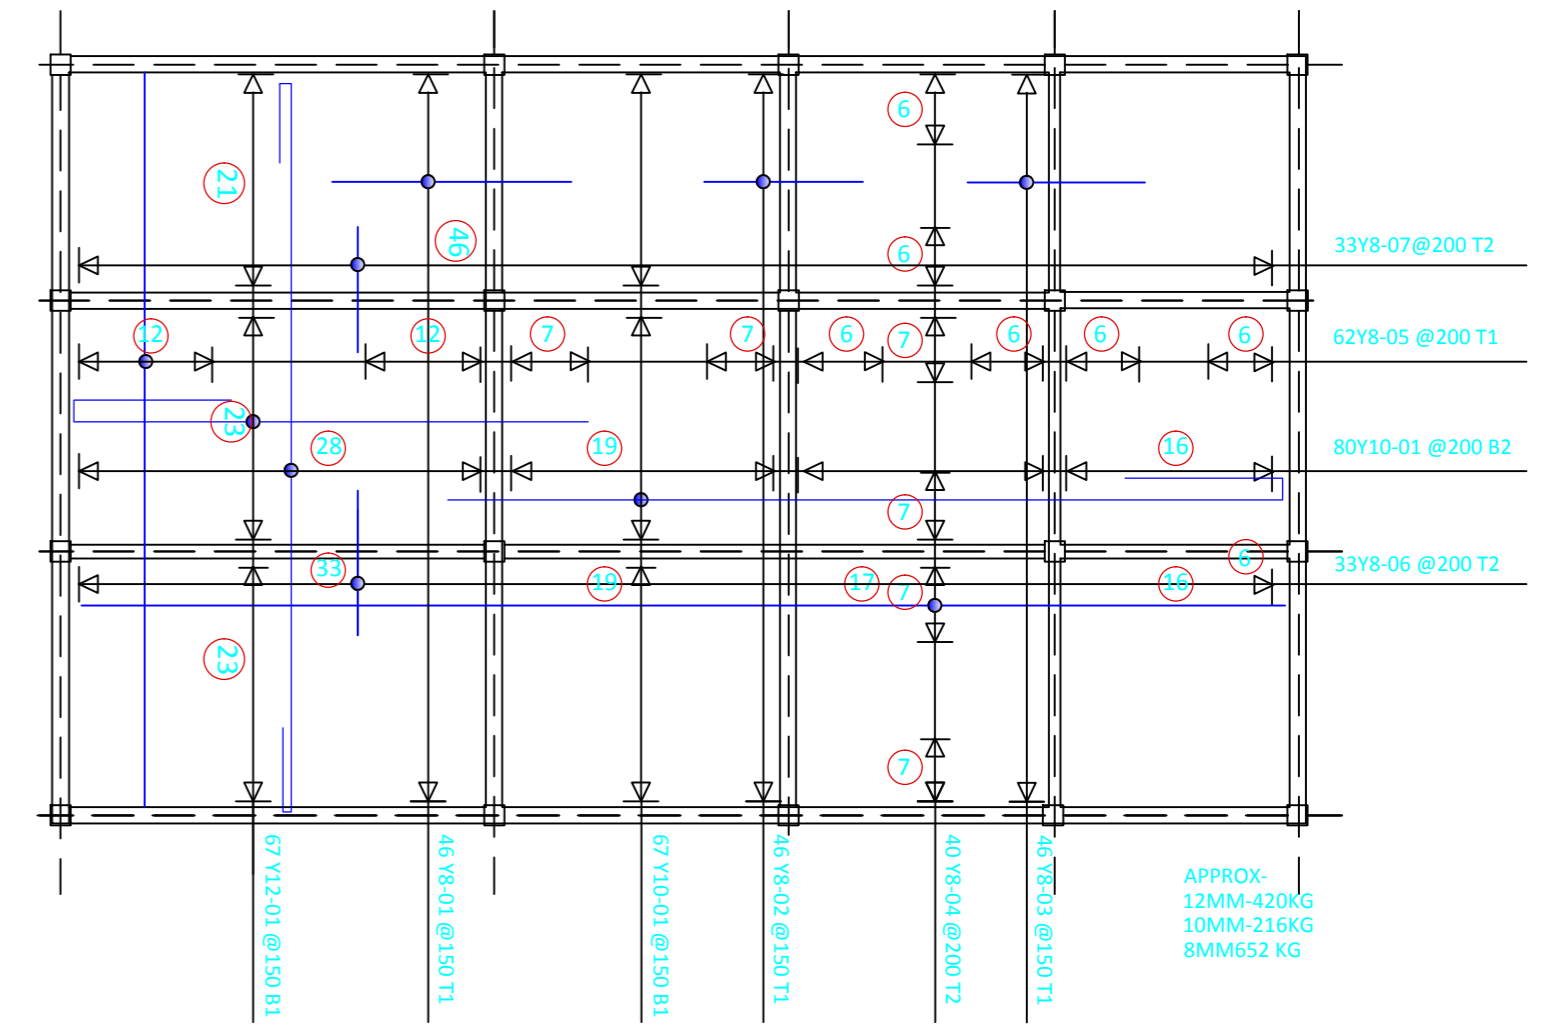 6
21
46
6
33Y8-07@200 T2
12
12
7
7
6
7
6
6
6
62Y8-05 @200 T1
23
28
19
16
80Y10-01 @200 B2
7
33
19
17
7
16
6
33Y8-06 @200 T2
23
7
67 Y12-01 @150 B1
46 Y8-01 @150 T1
67 Y10-01 @150 B1
46 Y8-02 @150 T1
40 Y8-04 @200 T2
46 Y8-03 @150 T1
APPROX-
12MM-420KG
10MM-216KG
8MM652 KG